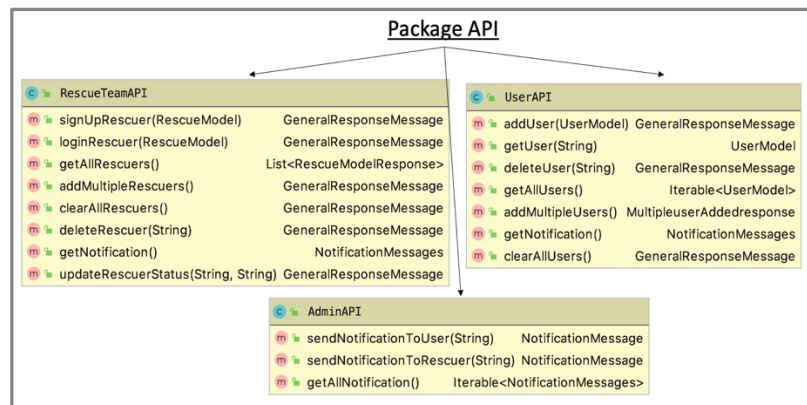 Package API
RescueTeamAPI
signUpRescuer(RescueModel) GeneralResponseMessage
loginRescuer(RescueModel) GeneralResponseMessage
getAllRescuers() List<RescueModelResponse>
addMultipleRescuers() GeneralResponseMessage
clearAllRescuers() GeneralResponseMessage
deleteRescuer(String) GeneralResponseMessage
getNotification() NotificationMessages
updateRescuerStatus(String, String) GeneralResponseMessage
UserAPI
addUser(UserModel) GeneralResponseMessage
getUser(String) UserModel
deleteUser(String) GeneralResponseMessage
getAllUsers() Iterable<UserModel>
addMultipleUsers() MultipleuserAddedresponse
getNotification() NotificationMessages
clearAllUsers() GeneralResponseMessage
AdminAPI
sendNotificationToUser(String) NotificationMessage
sendNotificationToRescuer(String) NotificationMessage
getAllNotification() Iterable<NotificationMessages>